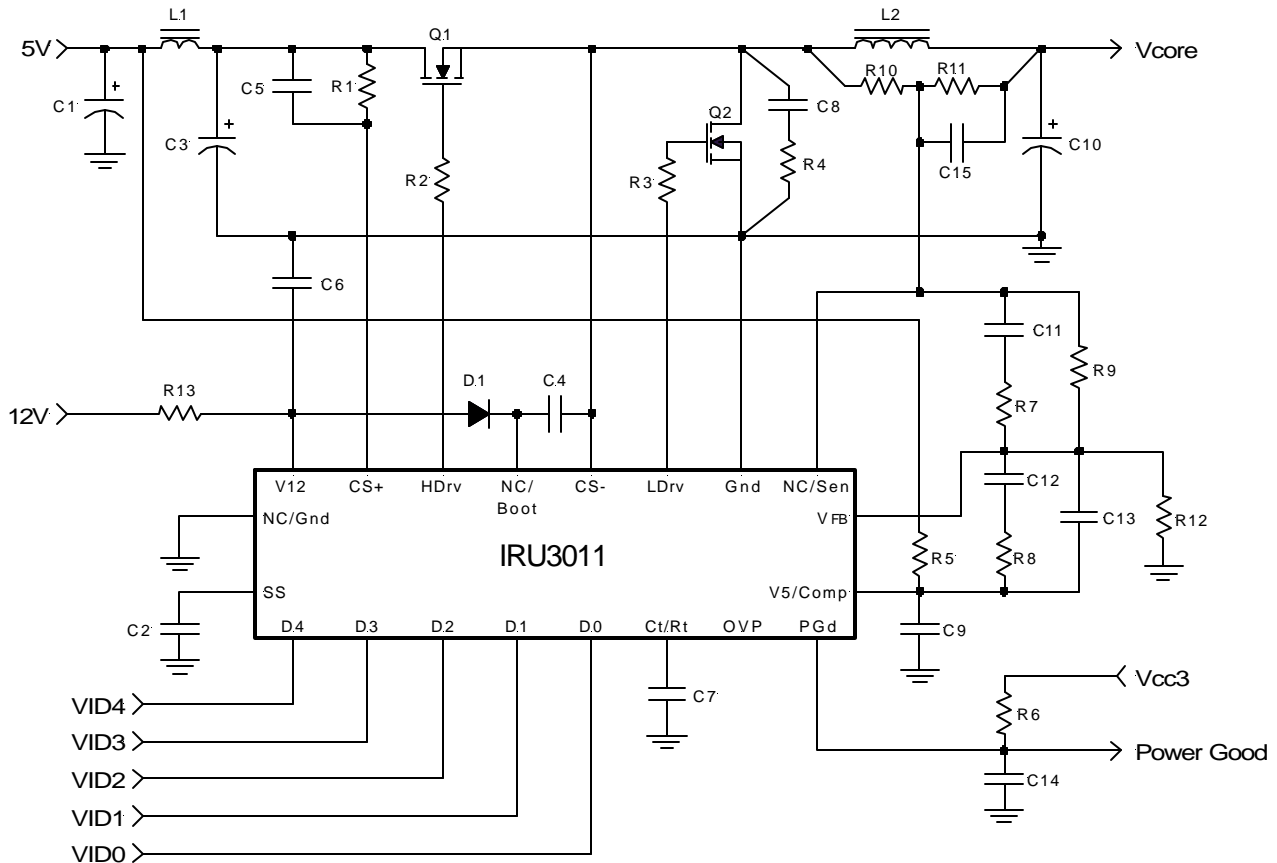 L1
L2
5V
Q1
Vcore
R10
R11
C5
R1
C8
C1
Q2
C3
C10
R4
C15
R2
R3
C6
C11
R9
R13
D1
C4
R7
12V
V12
CS+
HDrv
NC/
Boot
CS-
LDrv
Gnd
NC/Sen
C12
NC/Gnd
VFB
C13
R12
IRU3011
R5
R8
SS
V5/Comp
C2
D4
D3
D2
D1
D0
Ct/Rt
OVP
PGd
C9
VID4
C7
Vcc3
R6
VID3
VID2
Power Good
C14
VID1
VID0